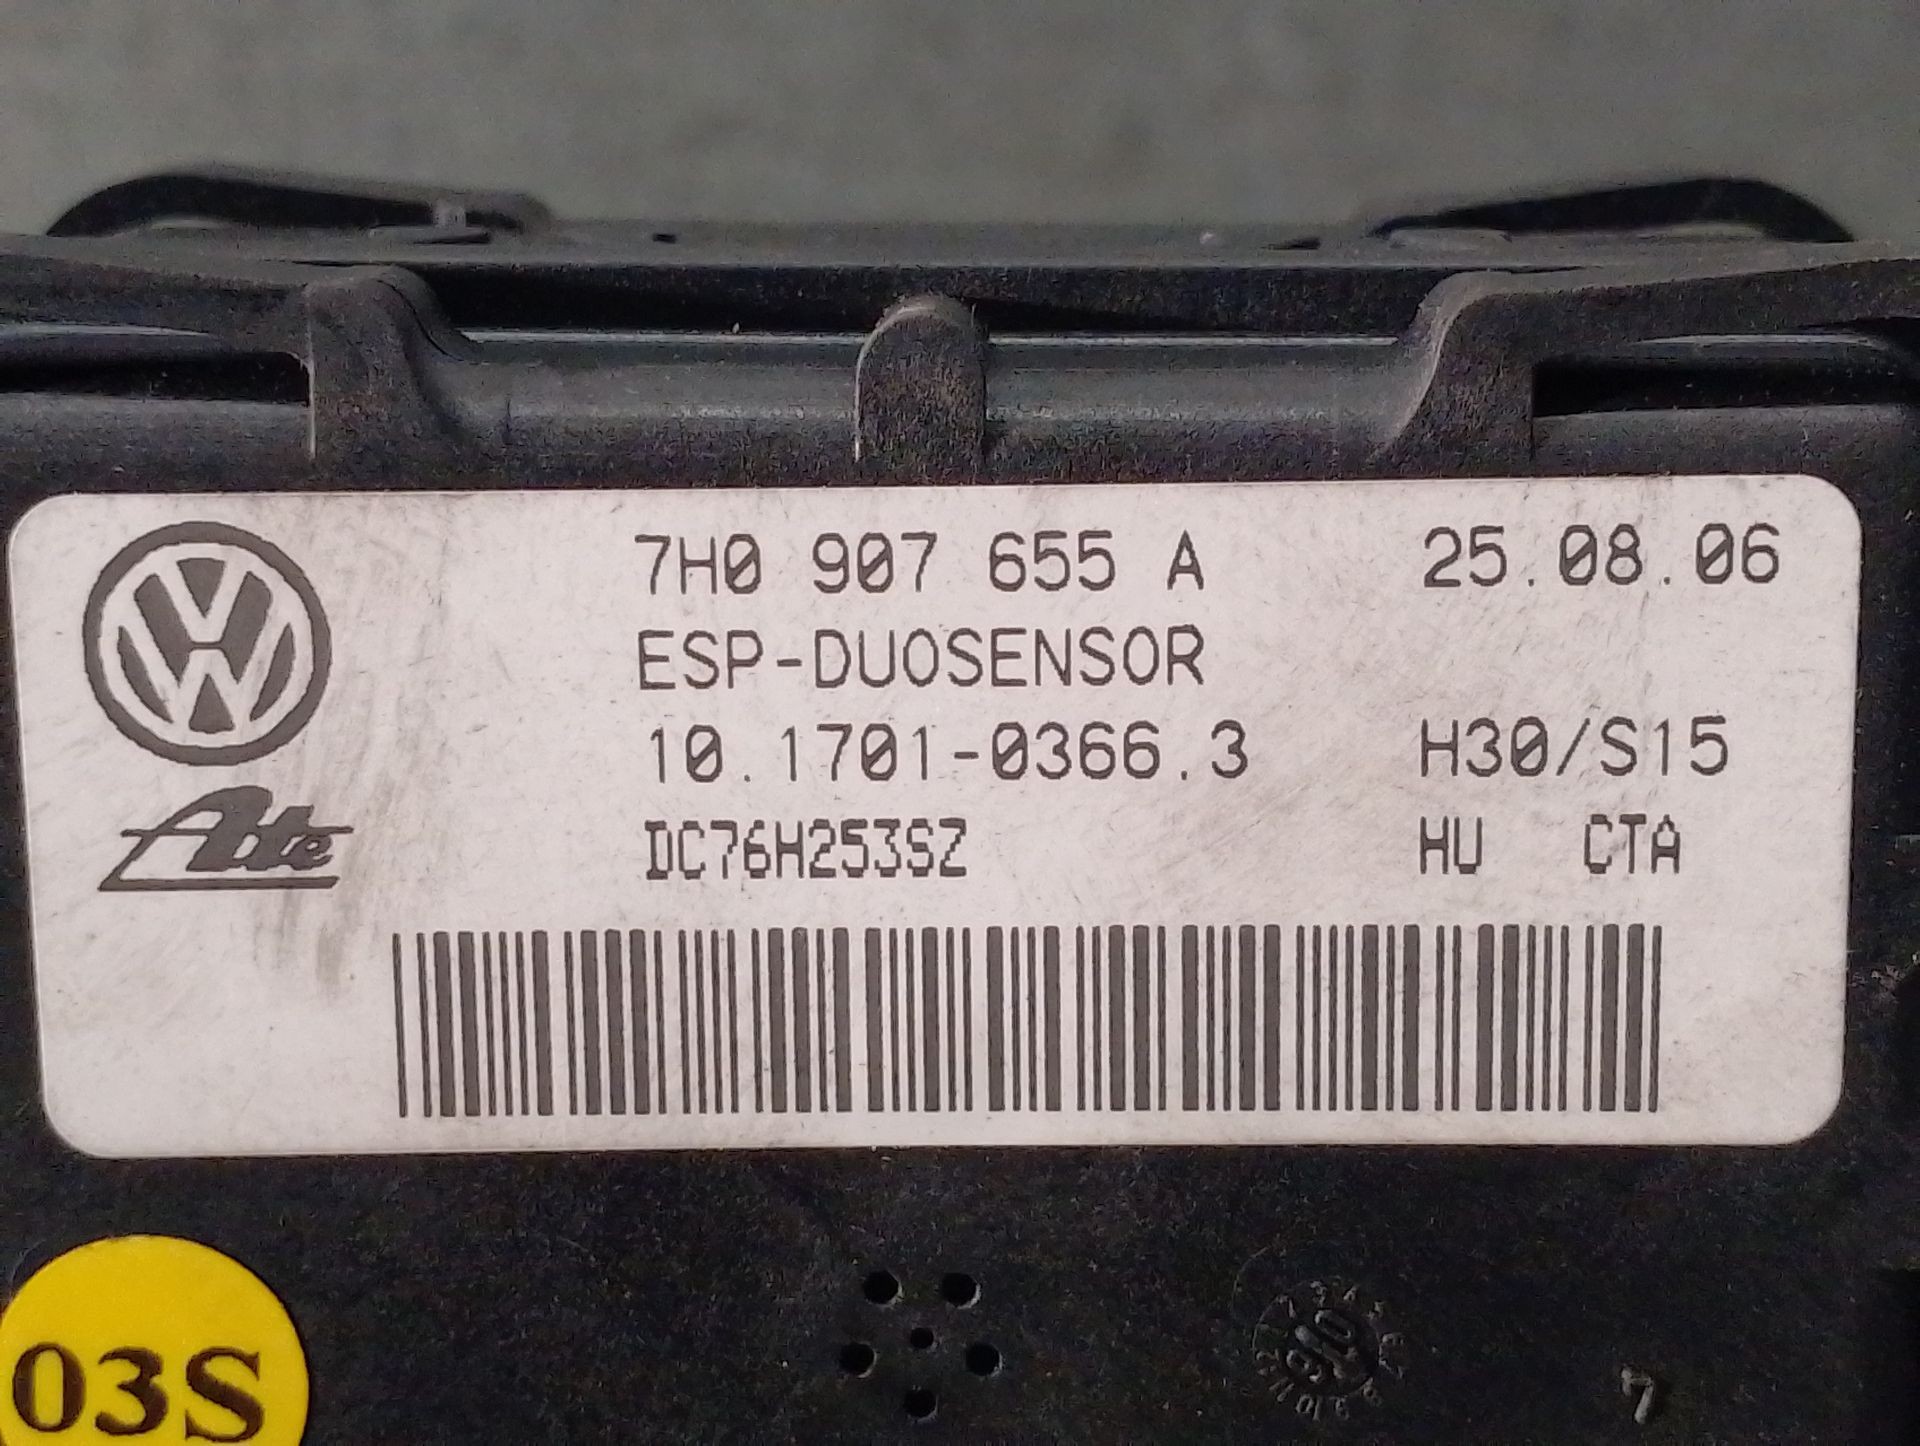 7H0 907 655 A 25.08.06
ESP-DUOSENSOR
10.1701-0366.3 H30/S15
Ate DC76H253SZ HU CTA
03S
7